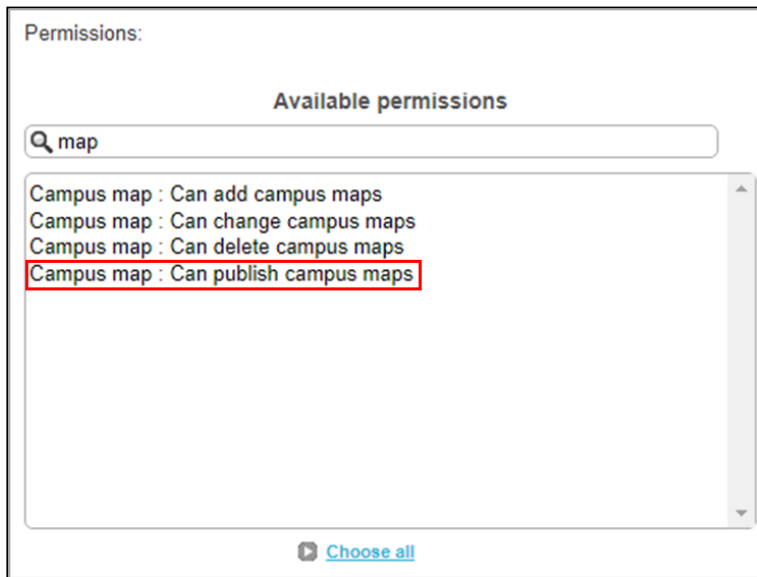 Permissions:
Available permissions
map
Campus map : Can add campus maps
Campus map : Can change campus maps
Campus map : Can delete campus maps
Campus map : Can publish campus maps
Choose all